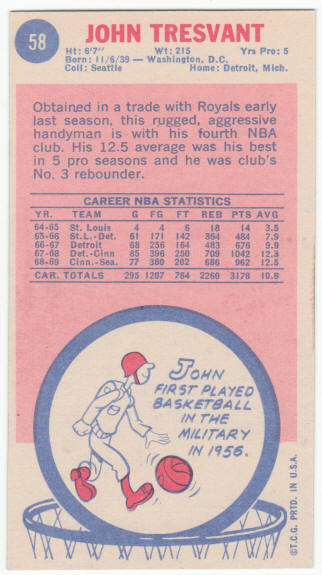 58
JOHN TRESVANT
Ht: 6'7" Wt: 215 Yrs Pro: 5
Born: 11/6/39 — Washington, D.C.
Coll: Seattle Home: Detroit, Mich.
Obtained in a trade with Royals early
last season, this rugged, aggressive
handyman is with his fourth NBA
club. His 12.5 average was his best
in 5 pro seasons and he was club's
No. 3 rebounder.
CAREER NBA STATISTICS
YR. TEAM G FG FT REB PTS AVG
64-65 St. Louis 4 4 6 18 14 3.5
65-66 St.L.-Det. 61 171 142 364 484 7.9
66-67 Detroit 68 256 164 483 676 9.9
67-68 Det.-Cinn 85 396 250 709 1042 12.3
68-69 Cinn.-Sea. 77 380 202 686 962 12.5
CAR. TOTALS 295 1207 764 2260 3178 10.8
JOHN
FIRST PLAYED
BASKETBALL
IN THE
MILITARY
IN 1956.
©T.C.G. PRTD. IN U.S.A.